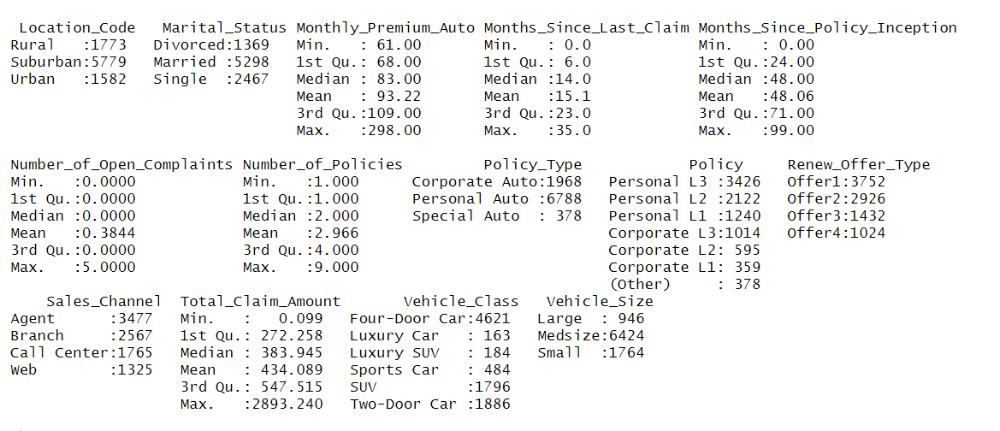 Location_Code Marital_Status Monthly_Premium_Auto Months_Since_Last_Claim Months_Since_Policy_Inception
Rural :1773 Divorced:1369 Min. : 61.00 Min. : 0.0 Min. : 0.00
Suburban:5779 Married :5298 1st Qu.: 68.00 1st Qu.: 6.0 1st Qu.:24.00
Urban :1582 Single :2467 Median : 83.00 Median :14.0 Median :48.00
Mean : 93.22 Mean :15.1 Mean :48.06
3rd Qu.:109.00 3rd Qu.:23.0 3rd Qu.:71.00
Max. :298.00 Max. :35.0 Max. :99.00
Number_of_Open_Complaints Number_of_Policies Policy_Type Policy Renew_Offer_Type
Min. :0.0000 Min. :1.000 Corporate Auto:1968 Personal L3 :3426 Offer1:3752
1st Qu.:0.0000 1st Qu.:1.000 Personal Auto :6788 Personal L2 :2122 Offer2:2926
Median :0.0000 Median :2.000 Special Auto : 378 Personal L1 :1240 Offer3:1432
Mean :0.3844 Mean :2.966 Corporate L3:1014 Offer4:1024
3rd Qu.:0.0000 3rd Qu.:4.000 Corporate L2: 595
Max. :5.0000 Max. :9.000 Corporate L1: 359
(Other) : 378
Sales_Channel Total_Claim_Amount Vehicle_Class Vehicle_Size
Agent :3477 Min. : 0.099 Four-Door Car:4621 Large : 946
Branch :2567 1st Qu.: 272.258 Luxury Car : 163 Medsize:6424
Call Center:1765 Median : 383.945 Luxury SUV : 184 Small :1764
Web :1325 Mean : 434.089 Sports Car : 484
3rd Qu.: 547.515 SUV :1796
Max. :2893.240 Two-Door Car :1886